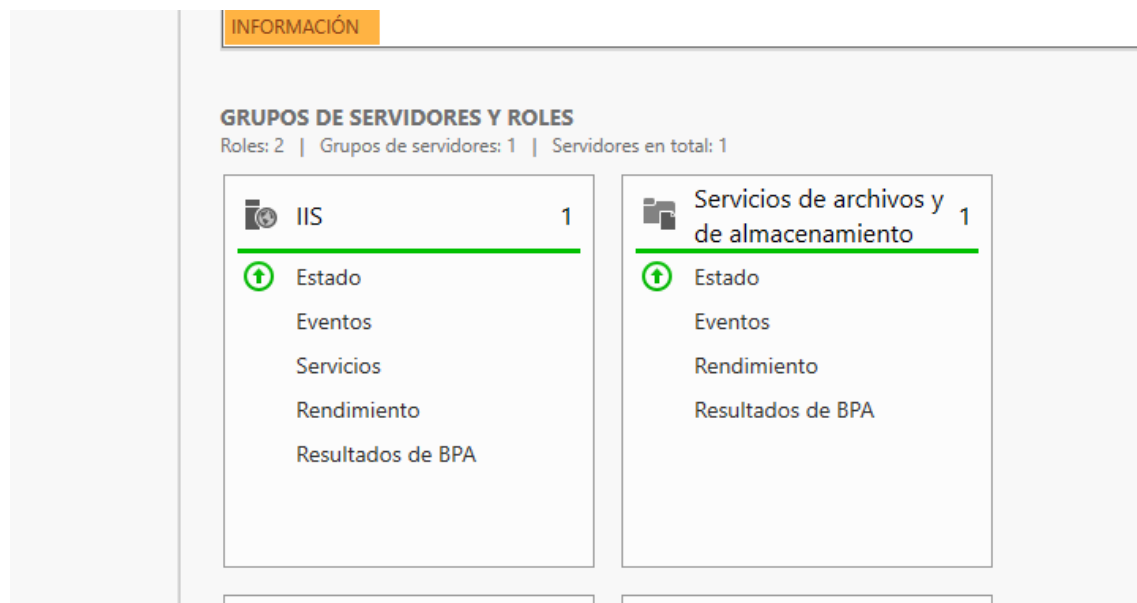 INFORMACIÓN
GRUPOS DE SERVIDORES Y ROLES
Roles: 2 | Grupos de servidores: 1 | Servidores en total: 1
IIS 1
Estado
Eventos
Servicios
Rendimiento
Resultados de BPA
Servicios de archivos y
de almacenamiento 1
Estado
Eventos
Rendimiento
Resultados de BPA